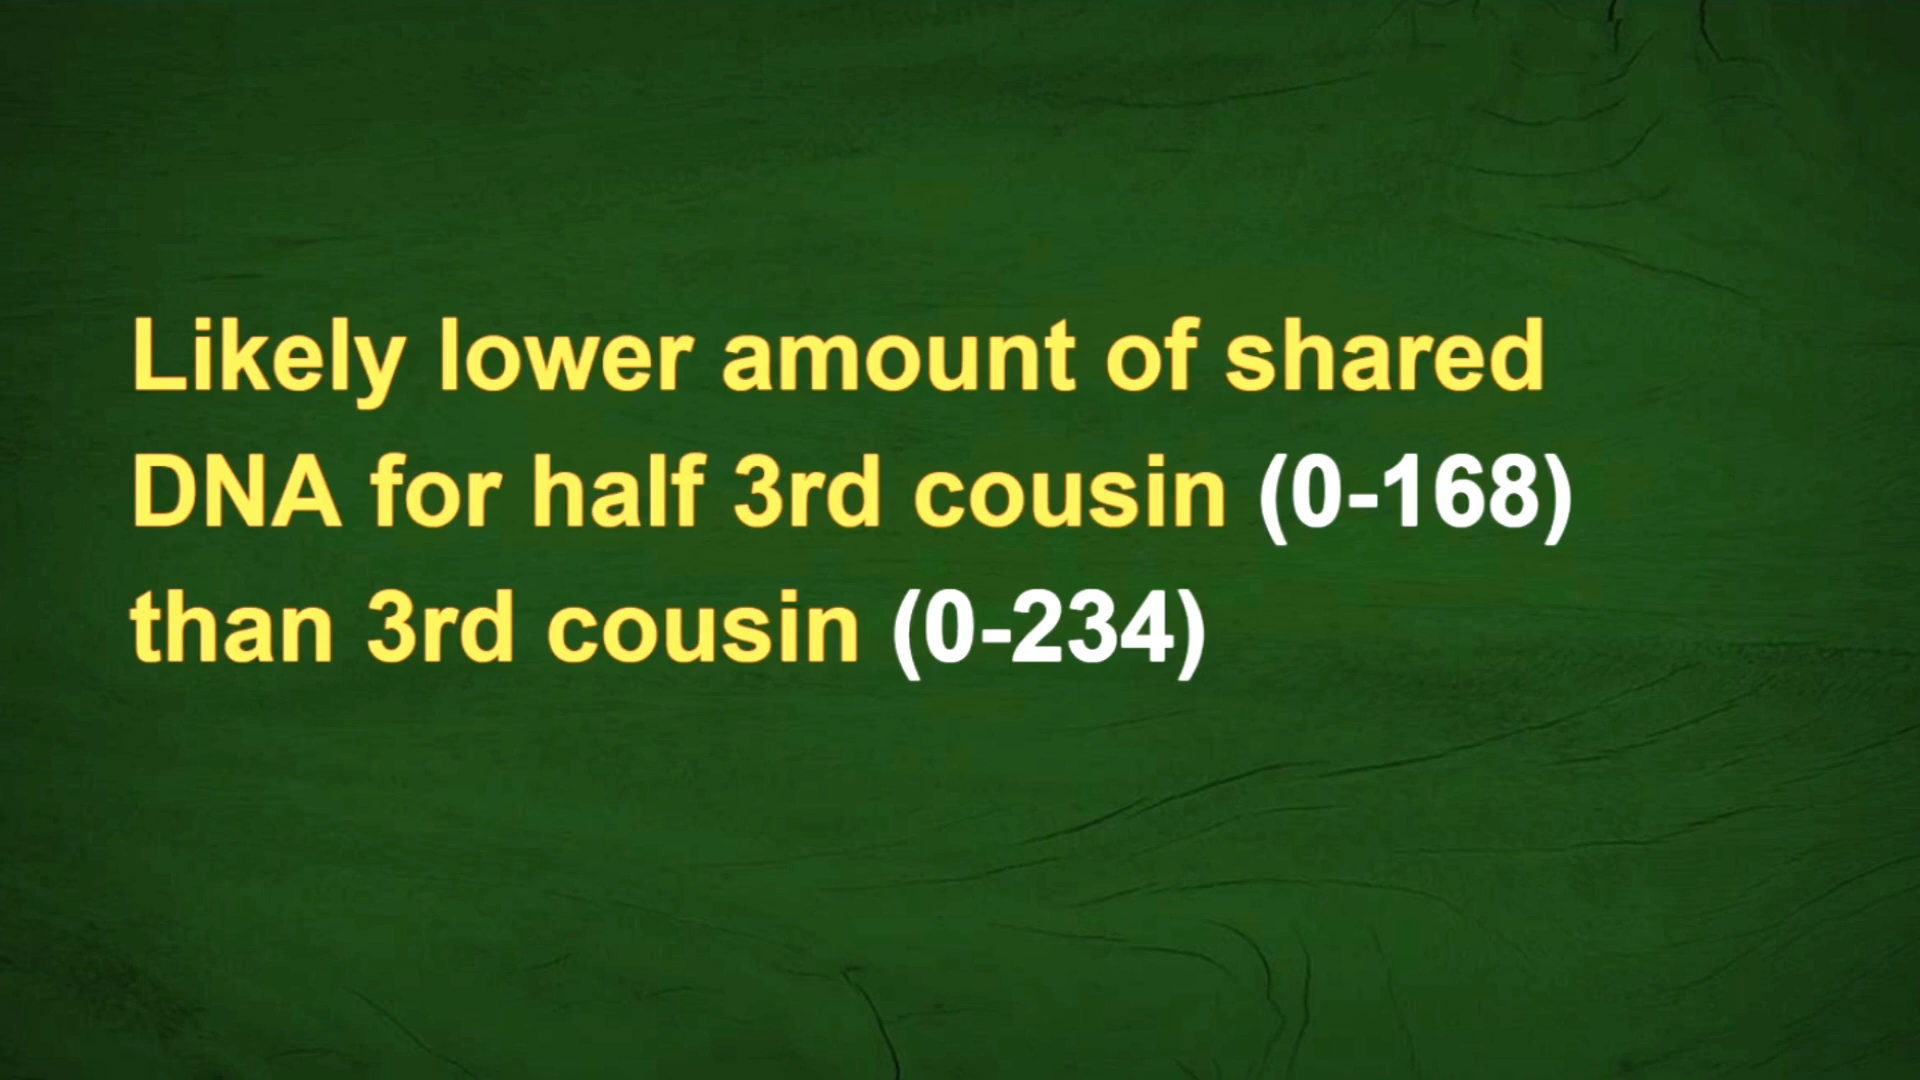 Likely lower amount of shared
DNA for half 3rd cousin (0-168)
than 3rd cousin (0-234)